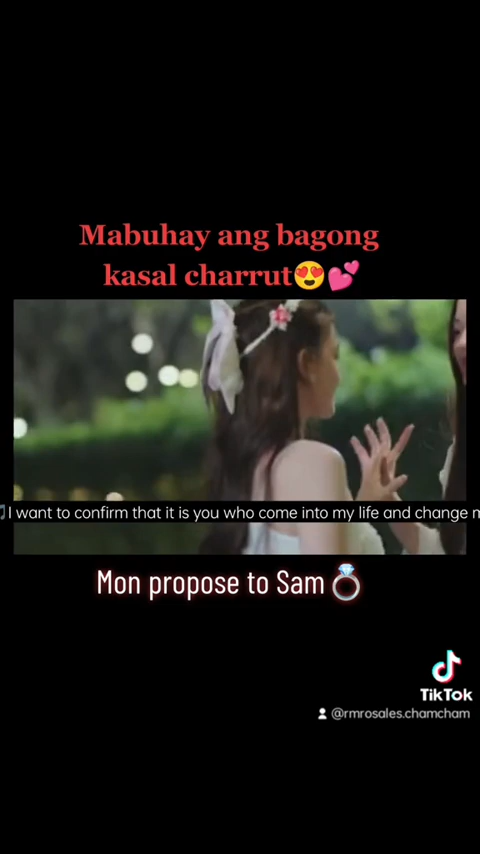 Mabuhay ang bagong
kasal charrut😍💕
🎵I want to confirm that it is you who come into my life and change
Mon propose to Sam 💍
TikTok
@rmrosales.chamcham